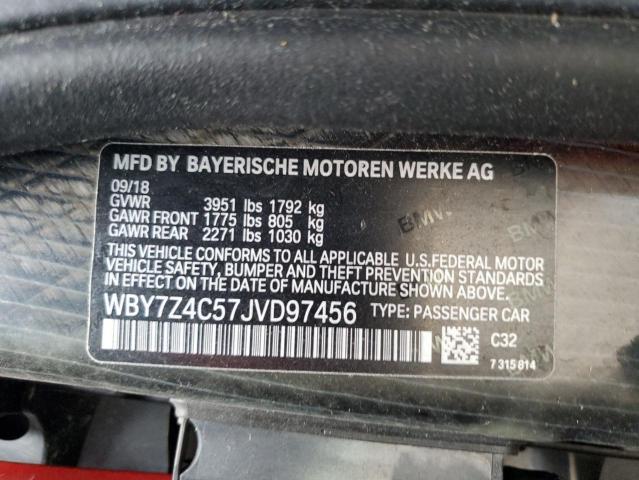 MFD BY BAYERISCHE MOTOREN WERKE AG
09/18
GVWR 3951 lbs 1792 kg
GAWR FRONT 1775 lbs 805 kg
GAWR REAR 2271 lbs 1030 kg
THIS VEHICLE CONFORMS TO ALL APPLICABLE U.S.FEDERAL MOTOR
VEHICLE SAFETY, BUMPER AND THEFT PREVENTION STANDARDS
IN EFFECT ON THE DATE OF MANUFACTURE SHOWN ABOVE.
WBY7Z4C57JVD97456 TYPE: PASSENGER CAR
C32
7 315 814